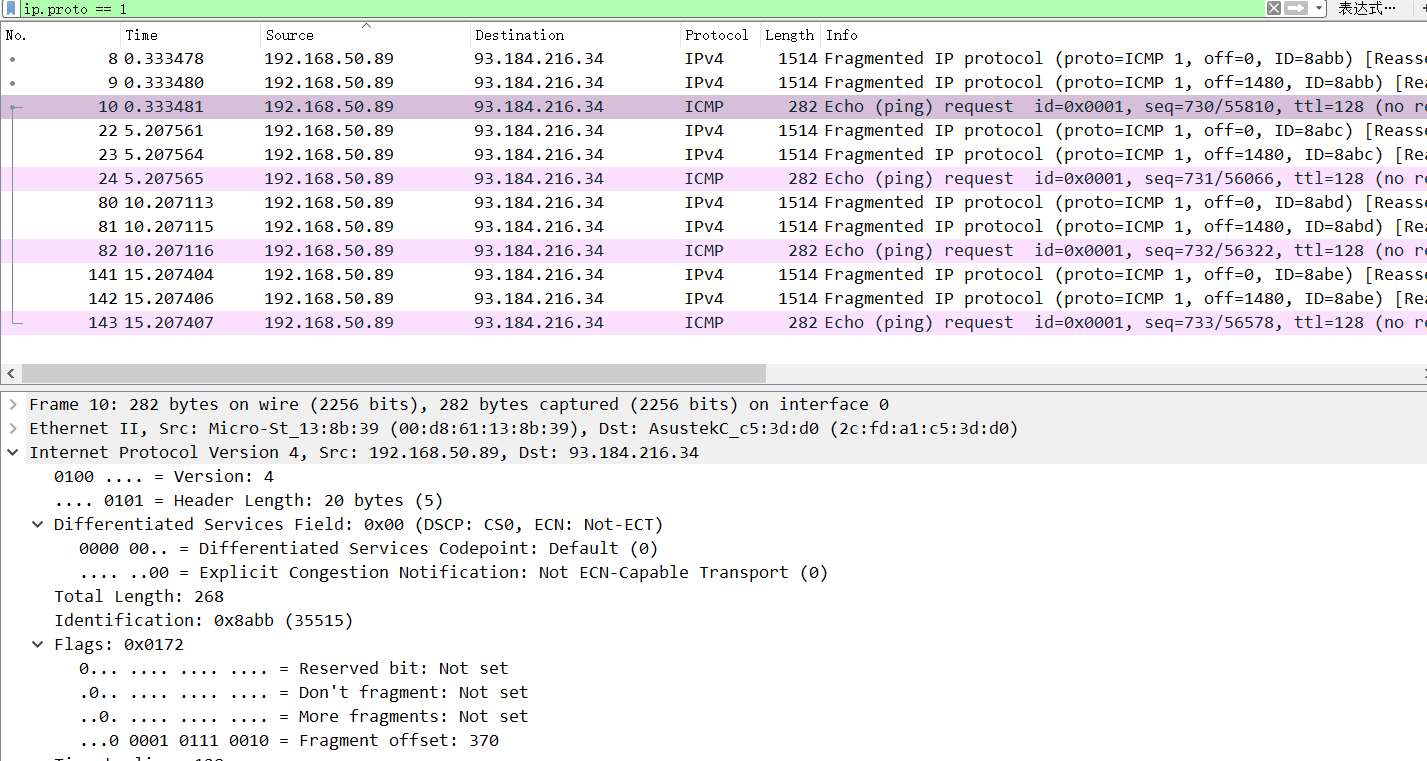 ip.proto == 1 表达式…
No. Time Source Destination Protocol Length Info
8 0.333478 192.168.50.89 93.184.216.34 IPv4 1514 Fragmented IP protocol (proto=ICMP 1, off=0, ID=8abb) [Reasse
9 0.333480 192.168.50.89 93.184.216.34 IPv4 1514 Fragmented IP protocol (proto=ICMP 1, off=1480, ID=8abb) [Rea
10 0.333481 192.168.50.89 93.184.216.34 ICMP 282 Echo (ping) request id=0x0001, seq=730/55810, ttl=128 (no re
22 5.207561 192.168.50.89 93.184.216.34 IPv4 1514 Fragmented IP protocol (proto=ICMP 1, off=0, ID=8abc) [Reasse
23 5.207564 192.168.50.89 93.184.216.34 IPv4 1514 Fragmented IP protocol (proto=ICMP 1, off=1480, ID=8abc) [Rea
24 5.207565 192.168.50.89 93.184.216.34 ICMP 282 Echo (ping) request id=0x0001, seq=731/56066, ttl=128 (no re
80 10.207113 192.168.50.89 93.184.216.34 IPv4 1514 Fragmented IP protocol (proto=ICMP 1, off=0, ID=8abd) [Reasse
81 10.207115 192.168.50.89 93.184.216.34 IPv4 1514 Fragmented IP protocol (proto=ICMP 1, off=1480, ID=8abd) [Rea
82 10.207116 192.168.50.89 93.184.216.34 ICMP 282 Echo (ping) request id=0x0001, seq=732/56322, ttl=128 (no re
141 15.207404 192.168.50.89 93.184.216.34 IPv4 1514 Fragmented IP protocol (proto=ICMP 1, off=0, ID=8abe) [Reasse
142 15.207406 192.168.50.89 93.184.216.34 IPv4 1514 Fragmented IP protocol (proto=ICMP 1, off=1480, ID=8abe) [Rea
143 15.207407 192.168.50.89 93.184.216.34 ICMP 282 Echo (ping) request id=0x0001, seq=733/56578, ttl=128 (no re
Frame 10: 282 bytes on wire (2256 bits), 282 bytes captured (2256 bits) on interface 0
Ethernet II, Src: Micro-St_13:8b:39 (00:d8:61:13:8b:39), Dst: AsustekC_c5:3d:d0 (2c:fd:a1:c5:3d:d0)
Internet Protocol Version 4, Src: 192.168.50.89, Dst: 93.184.216.34
0100 .... = Version: 4
.... 0101 = Header Length: 20 bytes (5)
Differentiated Services Field: 0x00 (DSCP: CS0, ECN: Not-ECT)
0000 00.. = Differentiated Services Codepoint: Default (0)
.... ..00 = Explicit Congestion Notification: Not ECN-Capable Transport (0)
Total Length: 268
Identification: 0x8abb (35515)
Flags: 0x0172
0... .... .... .... = Reserved bit: Not set
.0.. .... .... .... = Don't fragment: Not set
..0. .... .... .... = More fragments: Not set
...0 0001 0111 0010 = Fragment offset: 370